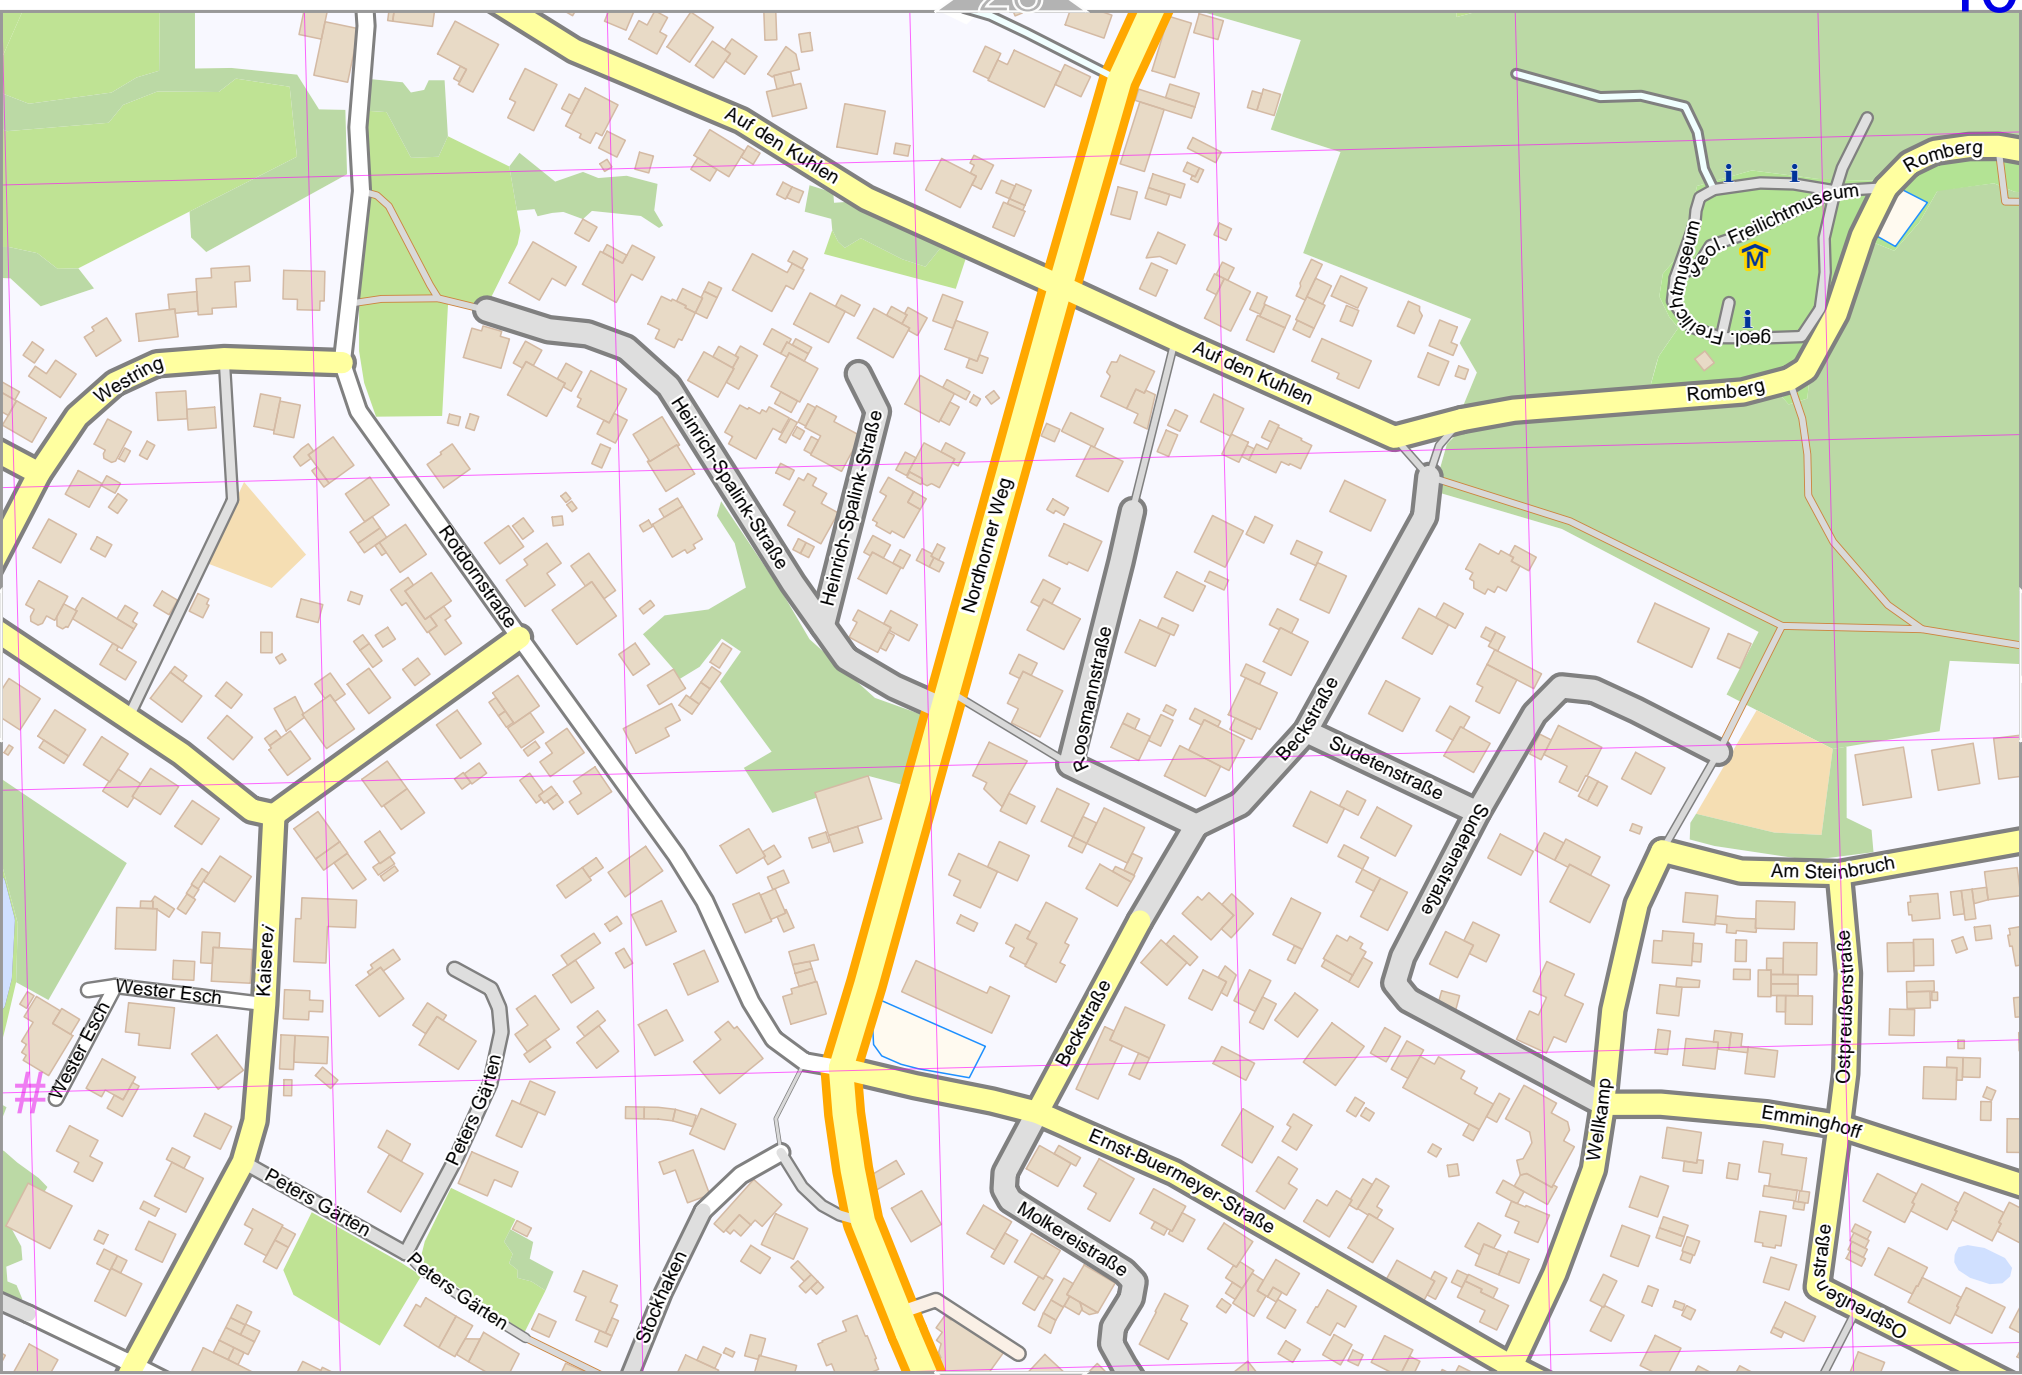 28
Auf den Kuhlen
Romberg
geol. Freilichtmuseum
geol. Freilichtmuseum
M
i
i
i
Westring
Auf den Kuhlen
Romberg
Heinrich-Spalink-Straße
Heinrich-Spalink-Straße
Nordhorner Weg
Rotdornstraße
Roosmannstraße
Beckstraße
Sudetenstraße
Sudetenstraße
Am Steinbruch
Kaiserei
Wester Esch
Wester Esch
#
Beckstraße
Ostpreußenstraße
Peters Gärten
Wellkamp
Emminghoff
Ernst-Buermeyer-Straße
Peters Gärten
Molkereistraße
Peters Gärten
Stockhaken
Ostpreußenstraße